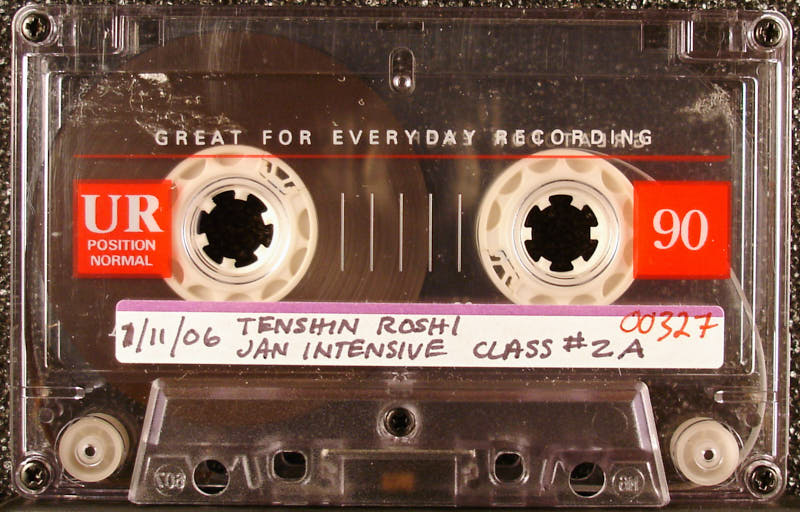 GREAT FOR EVERYDAY RECORDING
UR
POSITION
NORMAL
90
1/11/06 TENSHIN ROSHI
00327
JAN INTENSIVE CLASS #2A